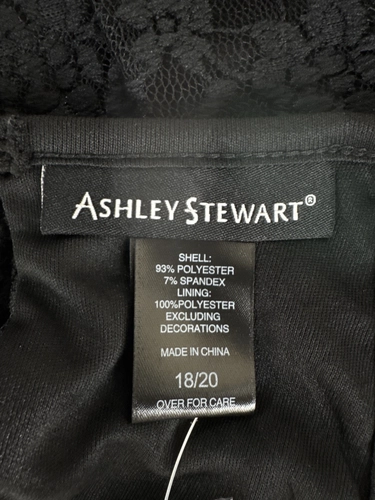 ASHLEY STEWART®
SHELL:
93% POLYESTER
7% SPANDEX
LINING:
100%POLYESTER
EXCLUDING
DECORATIONS
MADE IN CHINA
18/20
OVER FOR CARE